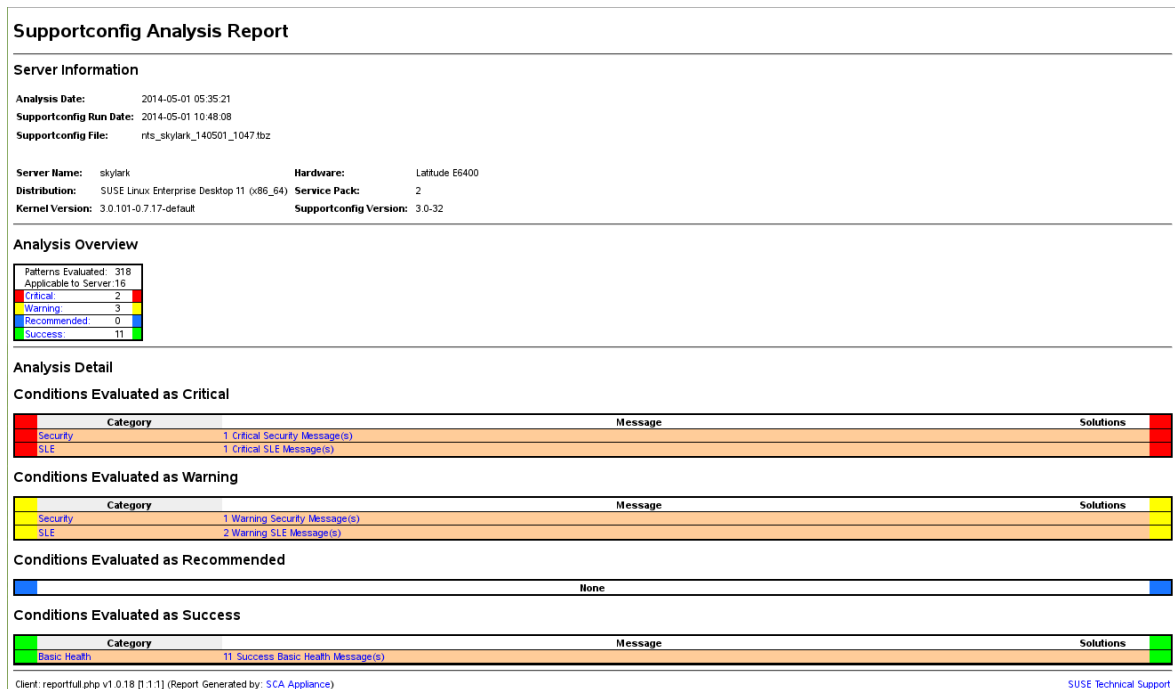 Supportconfig Analysis Report
Server Information
Analysis Date: 2014-05-01 05:35:21
Supportconfig Run Date: 2014-05-01 10:48:08
Supportconfig File: nts_skylark_140501_1047.tbz
Server Name: skylark Hardware: Latitude E6400
Distribution: SUSE Linux Enterprise Desktop 11 (x86_64) Service Pack: 2
Kernel Version: 3.0.101-0.7.17-default Supportconfig Version: 3.0-32
Analysis Overview
Patterns Evaluated: 318
Applicable to Server: 16
Critical: 2
Warning: 3
Recommended: 0
Success: 11
Analysis Detail
Conditions Evaluated as Critical
Category Message Solutions
Security 1 Critical Security Message(s)
SLE 1 Critical SLE Message(s)
Conditions Evaluated as Warning
Category Message Solutions
Security 1 Warning Security Message(s)
SLE 2 Warning SLE Message(s)
Conditions Evaluated as Recommended
None
Conditions Evaluated as Success
Category Message Solutions
Basic Health 11 Success Basic Health Message(s)
Client: reportfull.php v1.0.18 [1:1:1] (Report Generated by: SCA Appliance) SUSE Technical Support